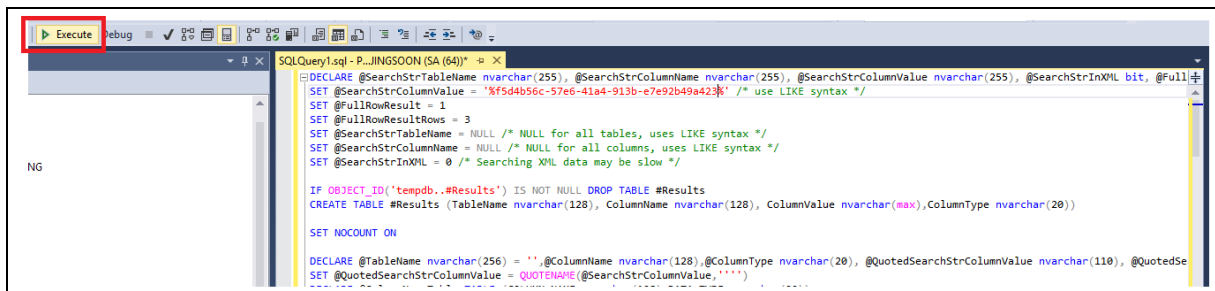 Execute Debug
SQLQuery1.sql - P...JINGSOON (SA (64))*
DECLARE @SearchStrTableName nvarchar(255), @SearchStrColumnName nvarchar(255), @SearchStrColumnValue nvarchar(255), @SearchStrInXML bit, @Full
SET @SearchStrColumnValue = '%f5d4b56c-57e6-41a4-913b-e7e92b49a423%' /* use LIKE syntax */
SET @FullRowResult = 1
SET @FullRowResultRows = 3
SET @SearchStrTableName = NULL /* NULL for all tables, uses LIKE syntax */
SET @SearchStrColumnName = NULL /* NULL for all columns, uses LIKE syntax */
SET @SearchStrInXML = 0 /* Searching XML data may be slow */
NG
IF OBJECT_ID('tempdb..#Results') IS NOT NULL DROP TABLE #Results
CREATE TABLE #Results (TableName nvarchar(128), ColumnName nvarchar(128), ColumnValue nvarchar(max),ColumnType nvarchar(20))
SET NOCOUNT ON
DECLARE @TableName nvarchar(256) = '',@ColumnName nvarchar(128),@ColumnType nvarchar(20), @QuotedSearchStrColumnValue nvarchar(110), @QuotedSe
SET @QuotedSearchStrColumnValue = QUOTENAME(@SearchStrColumnValue,'''')